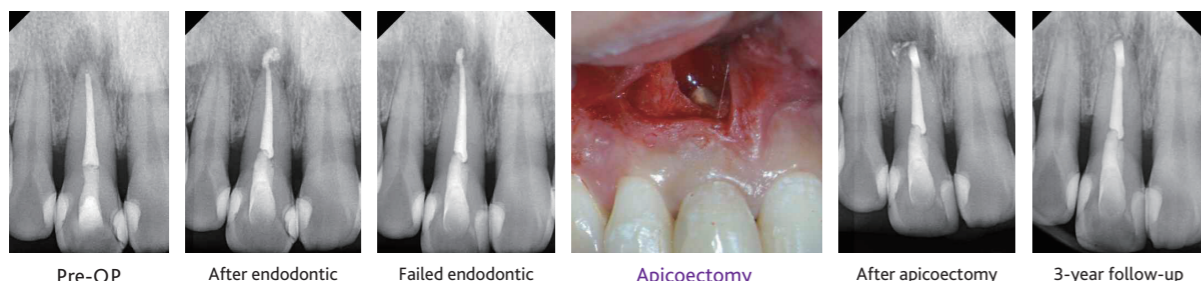 Pre-OP
After endodontic
Failed endodontic
Apicoectomy
After apicoectomy
3-year follow-up